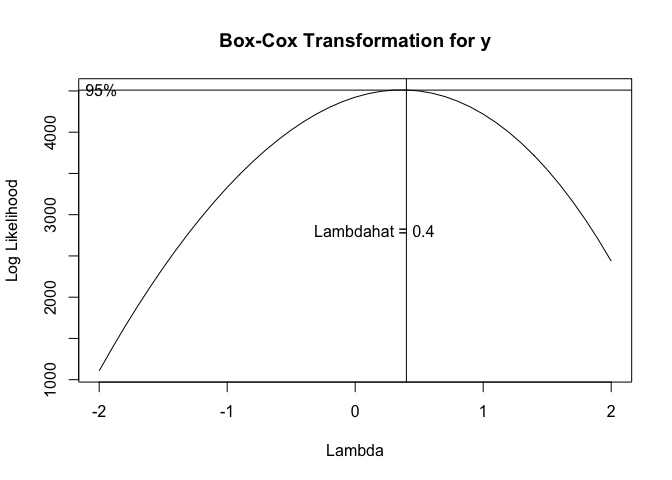 Box-Cox Transformation for y
95%
Lambdahat = 0.4
Log Likelihood
4000
3000
2000
1000
-2 -1 0 1 2
Lambda